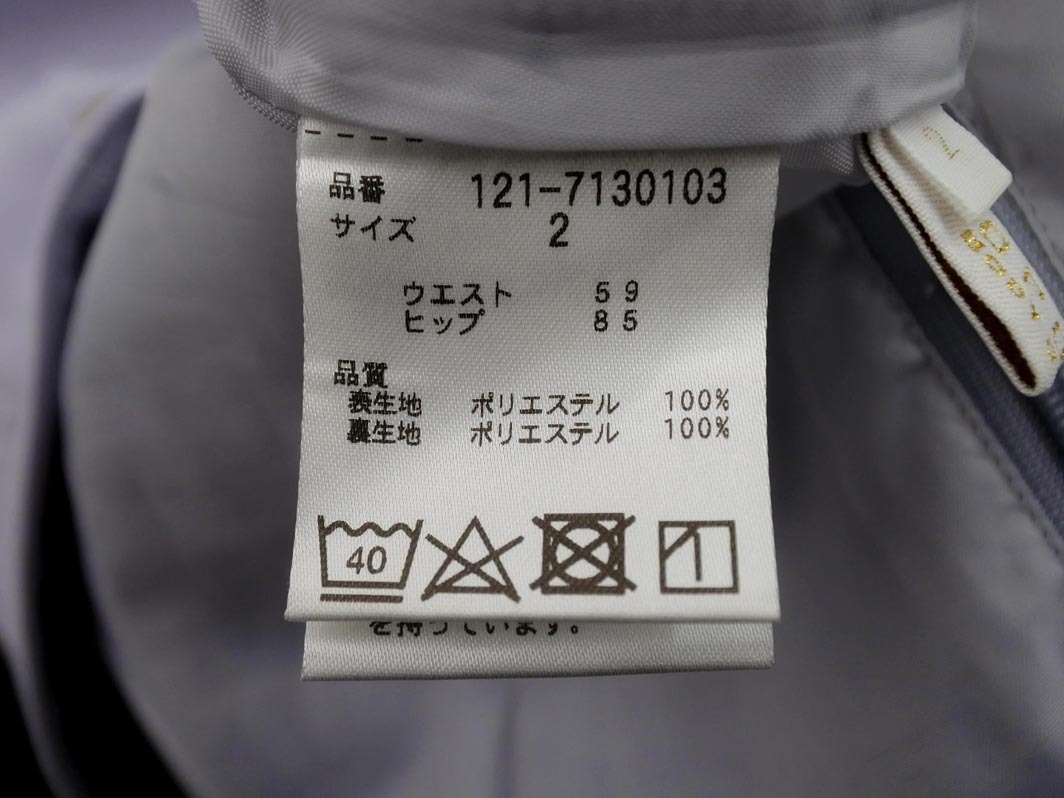 品番 121-7130103
サイズ 2
ウエスト 59
ヒップ 85
品質
表生地 ポリエステル 100%
裏生地 ポリエステル 100%
40
を持っています。